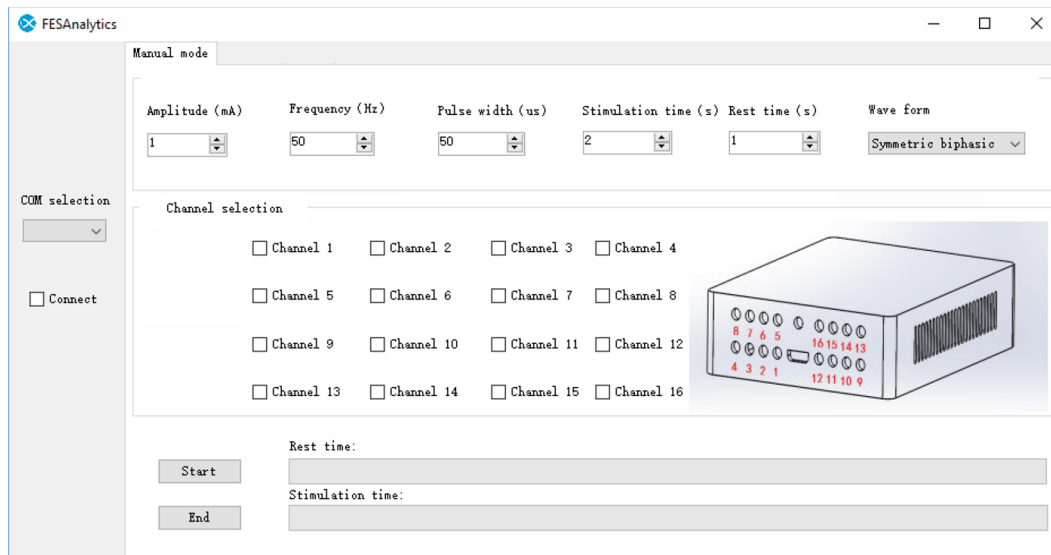 FESAnalytics
Manual mode
Amplitude (mA) Frequency (Hz) Pulse width (us) Stimulation time (s) Rest time (s) Wave form
1 50 50 2 1 Symmetric biphasic
COM selection
Channel selection
Channel 1 Channel 2 Channel 3 Channel 4
Connect
Channel 5 Channel 6 Channel 7 Channel 8
Channel 9 Channel 10 Channel 11 Channel 12
Channel 13 Channel 14 Channel 15 Channel 16
8 7 6 5 16 15 14 13
4 3 2 1 12 11 10 9
Rest time:
Start
Stimulation time:
End